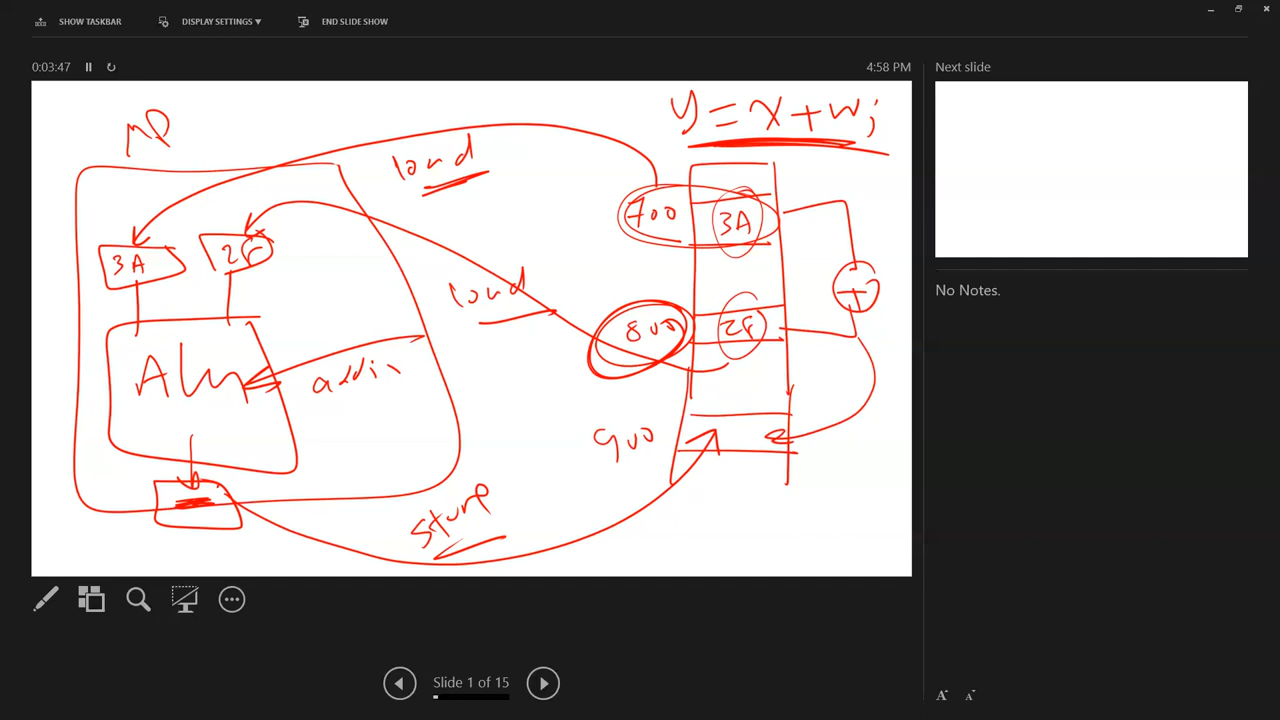 SHOW TASKBAR
DISPLAY SETTINGS ▼
END SLIDE SHOW
0:03:47
4:58 PM
Next slide
MP
y = x + w;
load
700 3A
3A 2F
load
800 2F
ALU
addi
900
store
No Notes.
Slide 1 of 15
A A